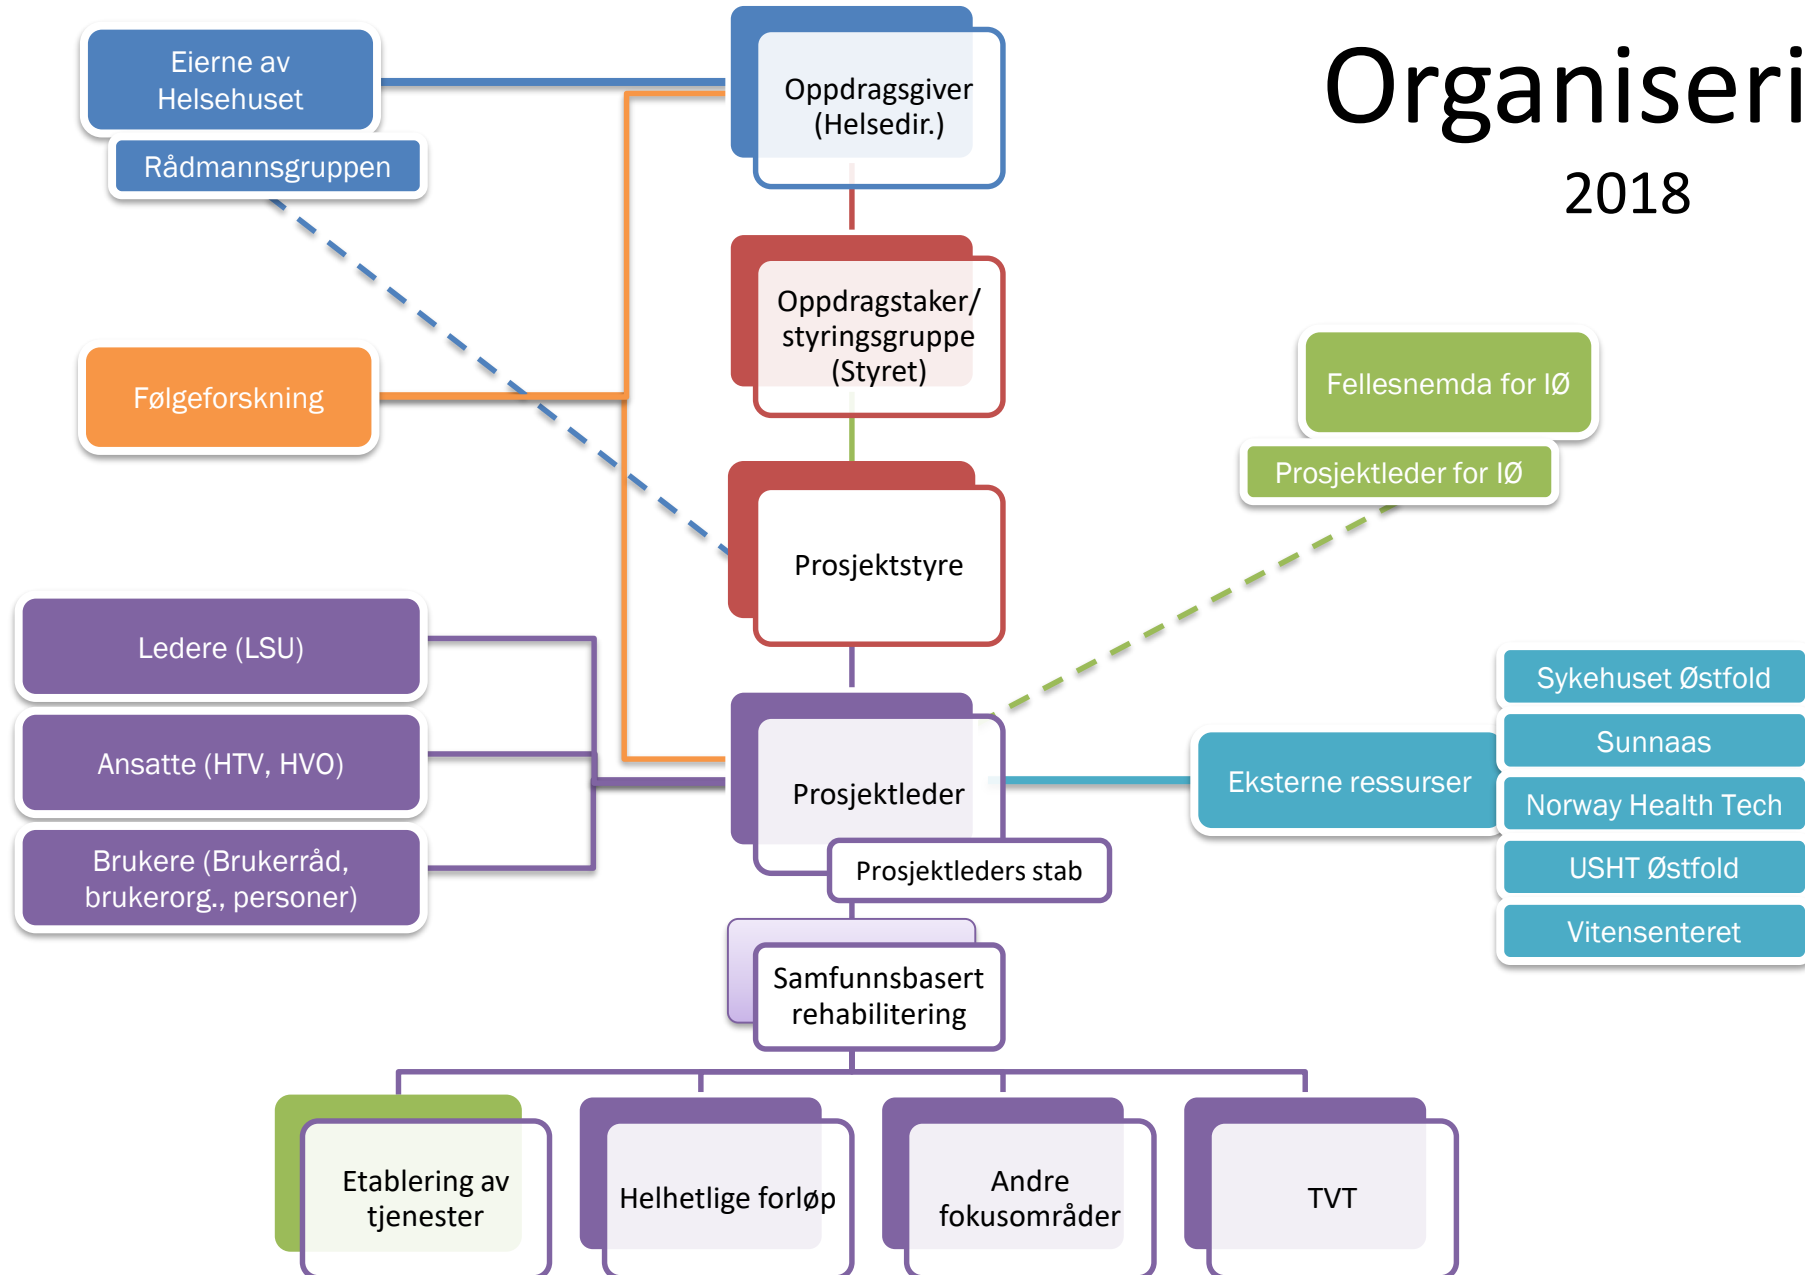 Organiseri
2018
Eierne av
Helsehuset
Rådmannsgruppen
Oppdragsgiver
(Helsedir.)
Oppdragstaker/
styringsgruppe
(Styret)
Følgeforskning
Fellesnemda for IØ
Prosjektleder for IØ
Prosjektstyre
Ledere (LSU)
Ansatte (HTV, HVO)
Brukere (Brukerråd,
brukerorg., personer)
Prosjektleder
Prosjektleders stab
Eksterne ressurser
Sykehuset Østfold
Sunnaas
Norway Health Tech
USHT Østfold
Vitensenteret
Samfunnsbasert
rehabilitering
Etablering av
tjenester
Helhetlige forløp
Andre
fokusområder
TVT